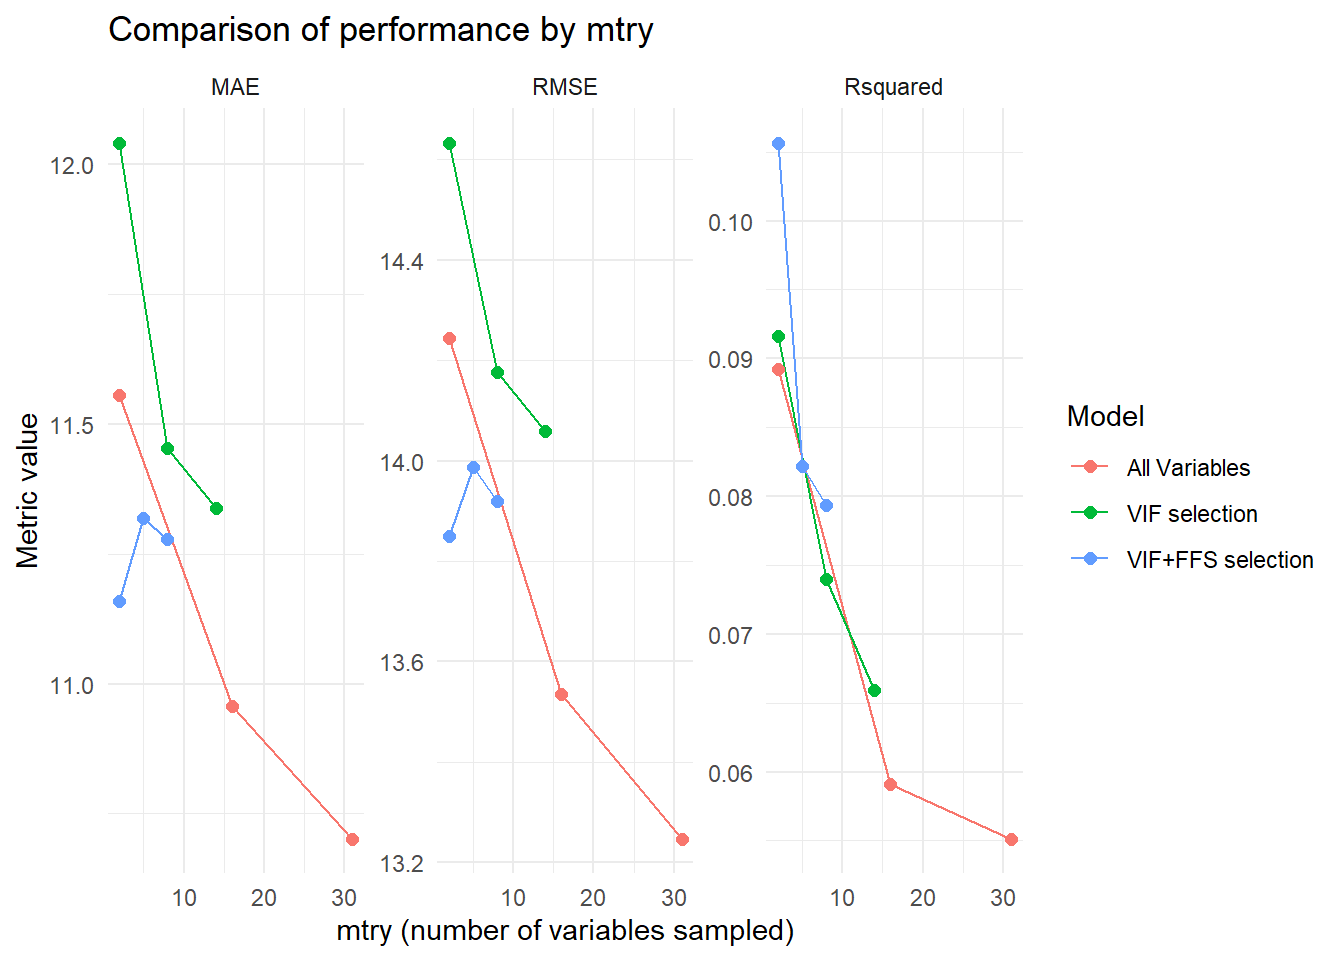 Comparison of performance by mtry
MAE
RMSE
Rsquared
12.0
11.5
11.0
14.4
14.0
13.6
13.2
0.10
0.09
0.08
0.07
0.06
10 20 30
10 20 30
10 20 30
Metric value
mtry (number of variables sampled)
Model
All Variables
VIF selection
VIF+FFS selection